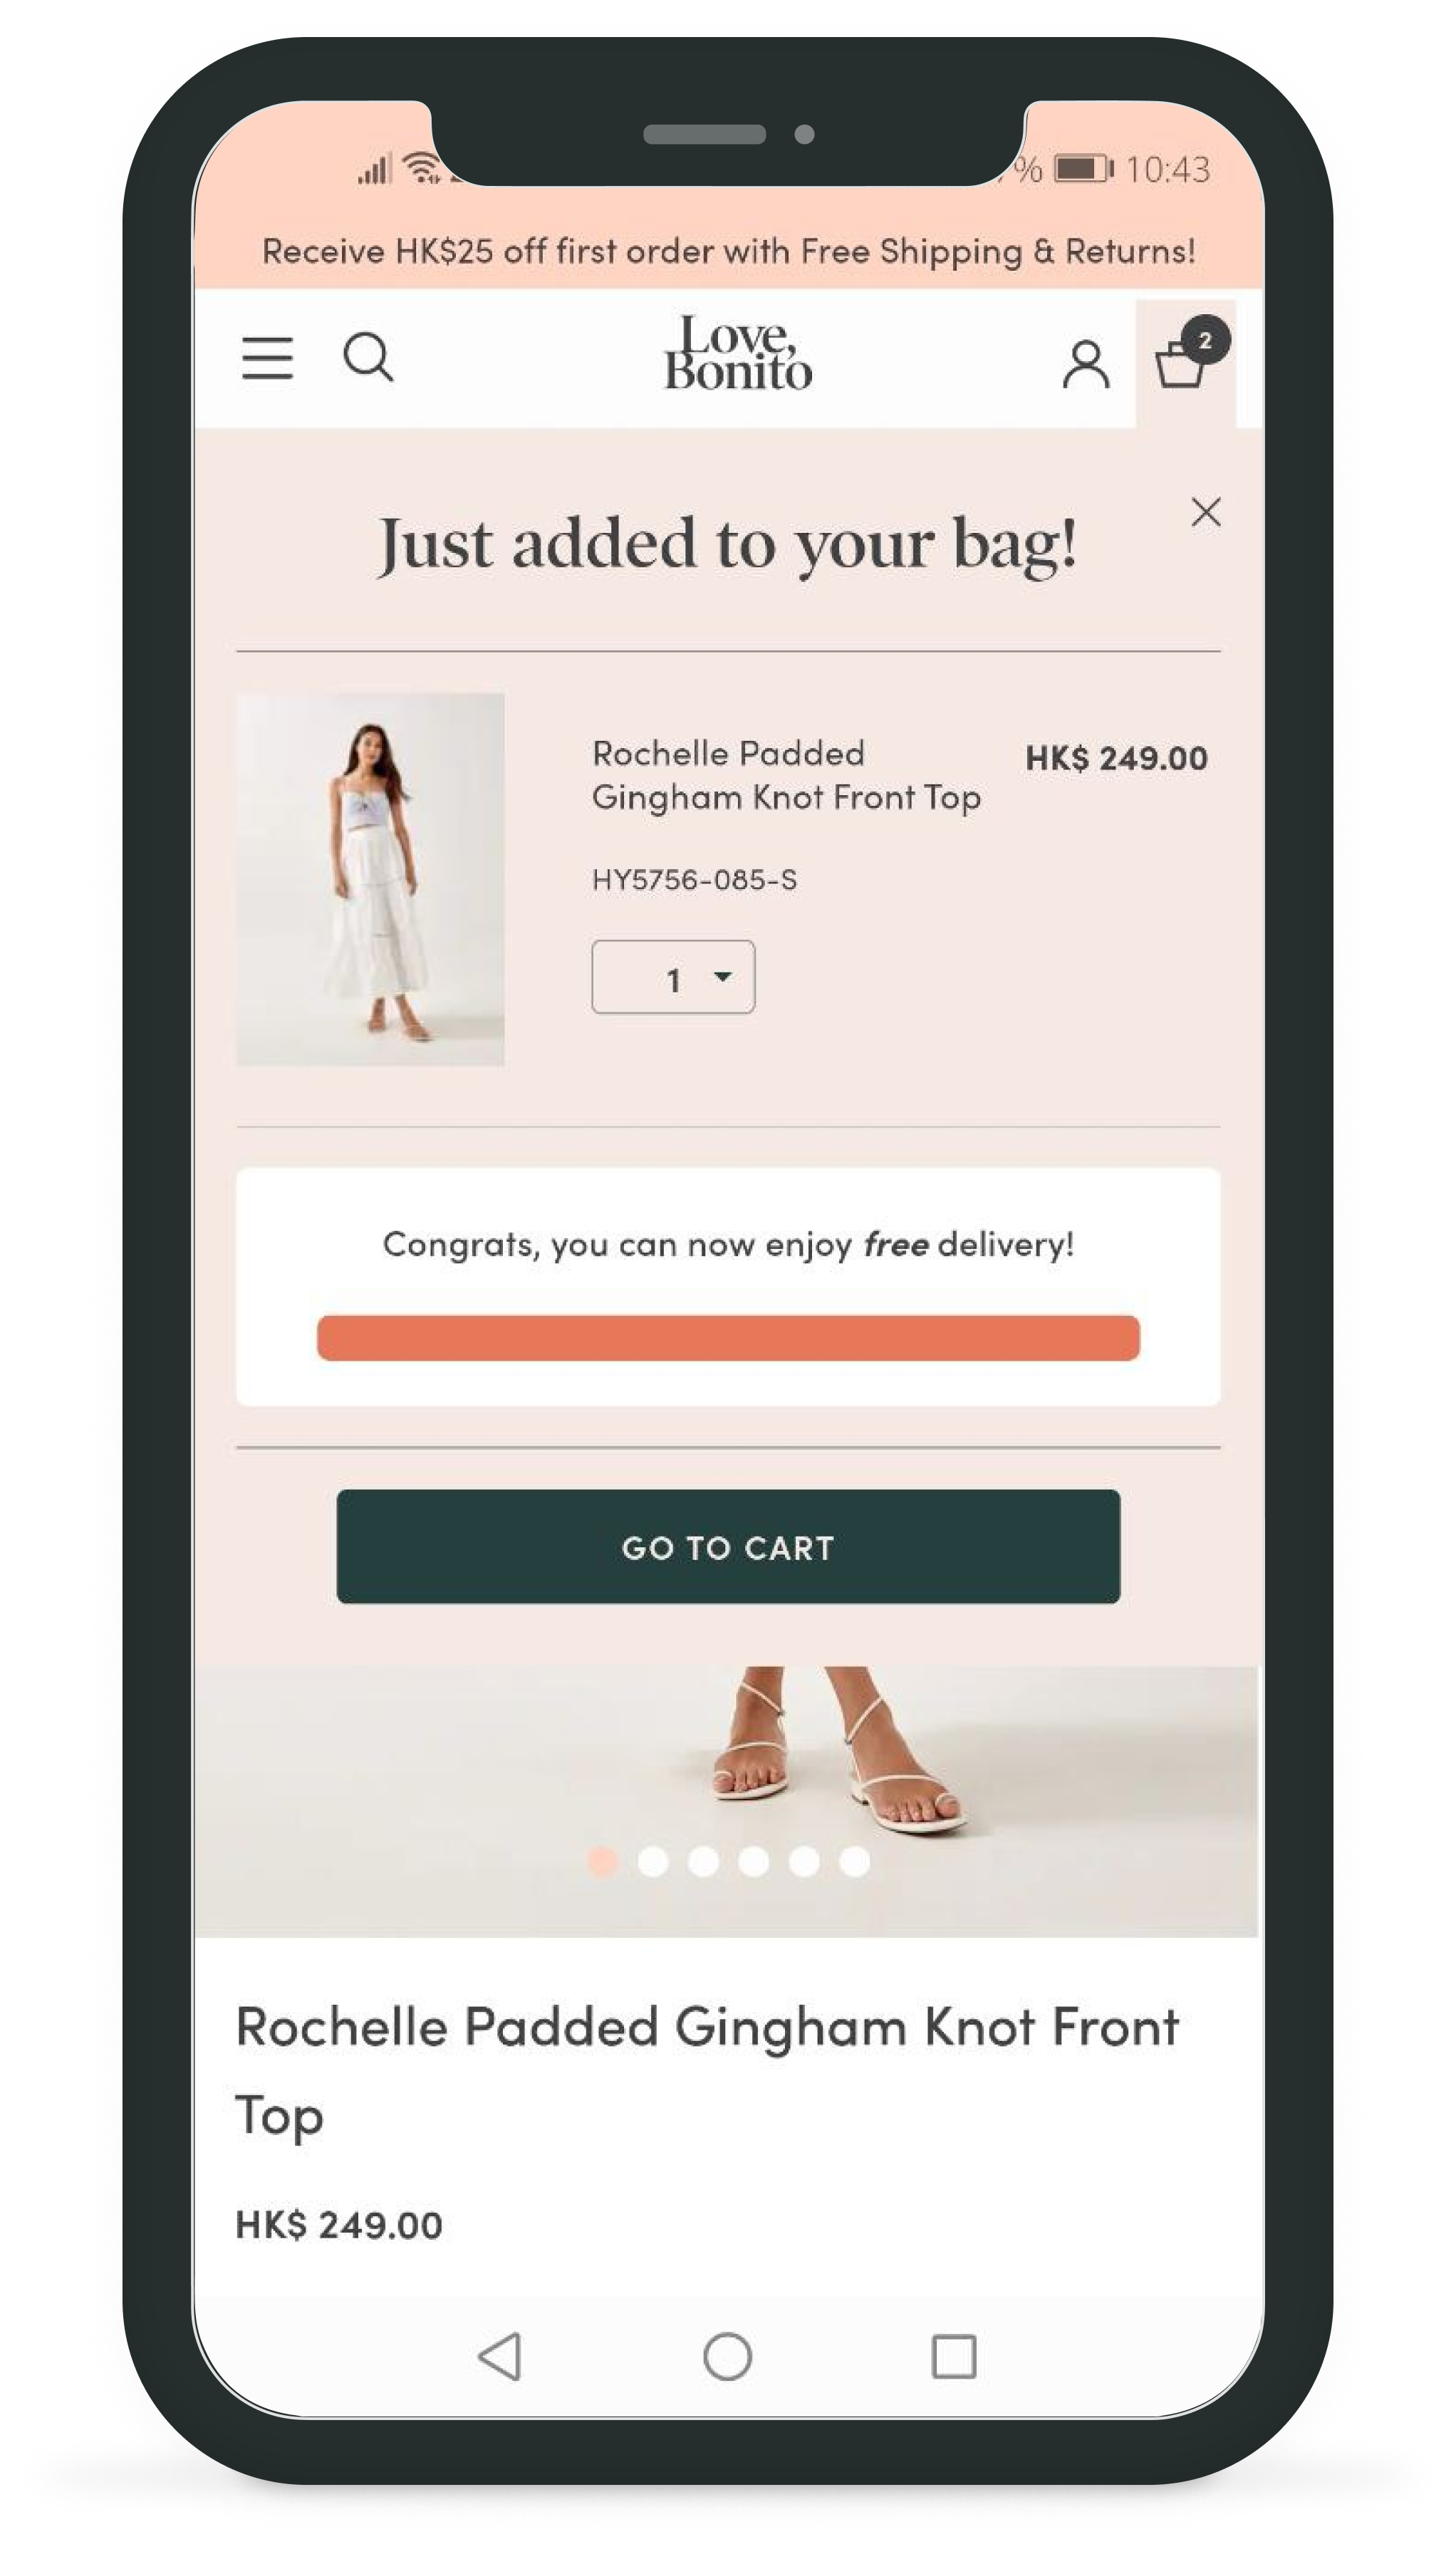 % 10:43
Receive HK$25 off first order with Free Shipping & Returns!
Love,
Bonito
2
Just added to your bag!
Rochelle Padded
Gingham Knot Front Top
HK$ 249.00
HY5756-085-S
1
Congrats, you can now enjoy free delivery!
GO TO CART
Rochelle Padded Gingham Knot Front
Top
HK$ 249.00